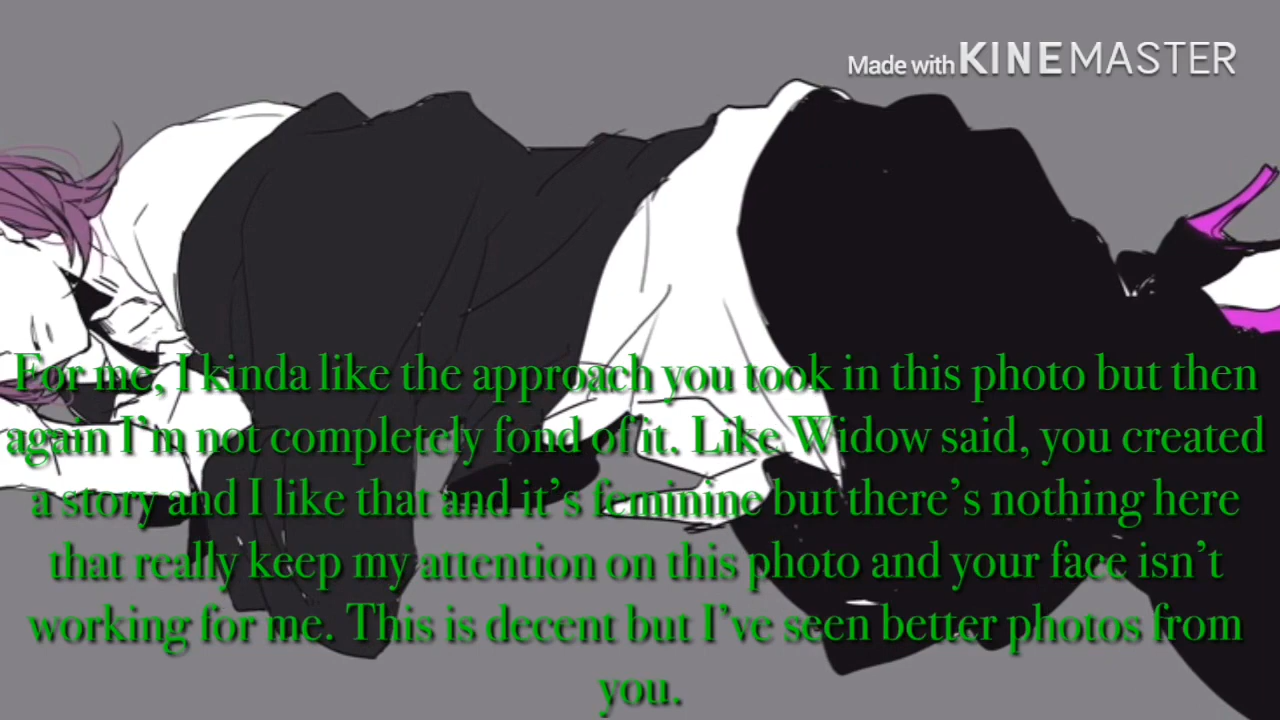 Made with KINEMASTER
For me, I kinda like the approach you took in this photo but then
again I'm not completely fond of it. Like Widow said, you created
a story and I like that and it's feminine but there's nothing here
that really keep my attention on this photo and your face isn't
working for me. This is decent but I've seen better photos from
you.